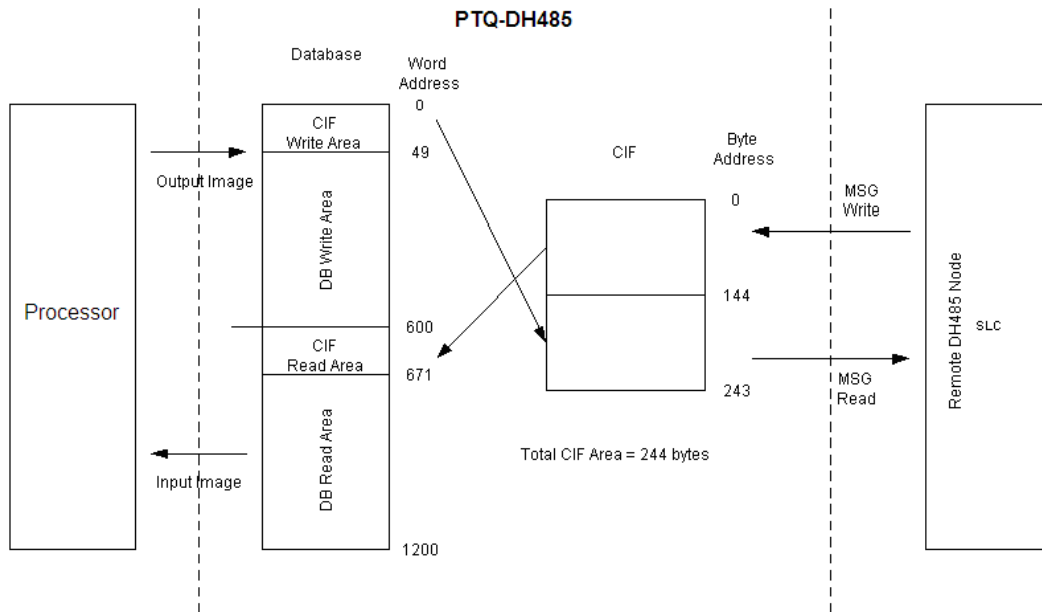 PTQ-DH485
Database
Word
Address
0
CIF
Write Area
49
Output Image
DB Write Area
CIF
Byte
Address
0
MSG
Write
Processor
144
Remote DH485 Node
SLC
600
CIF
Read Area
671
243
MSG
Read
Total CIF Area = 244 bytes
Input Image
DB Read Area
1200